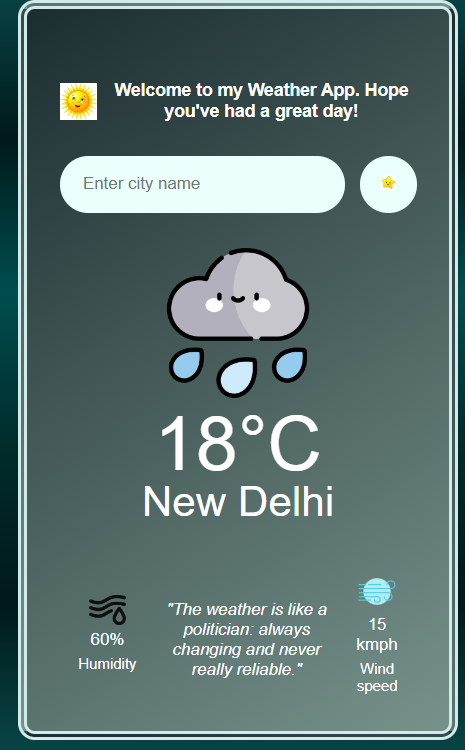 Welcome to my Weather App. Hope
you've had a great day!
Enter city name
18°C
New Delhi
60%
Humidity
"The weather is like a
politician: always
changing and never
really reliable."
15
kmph
Wind
speed